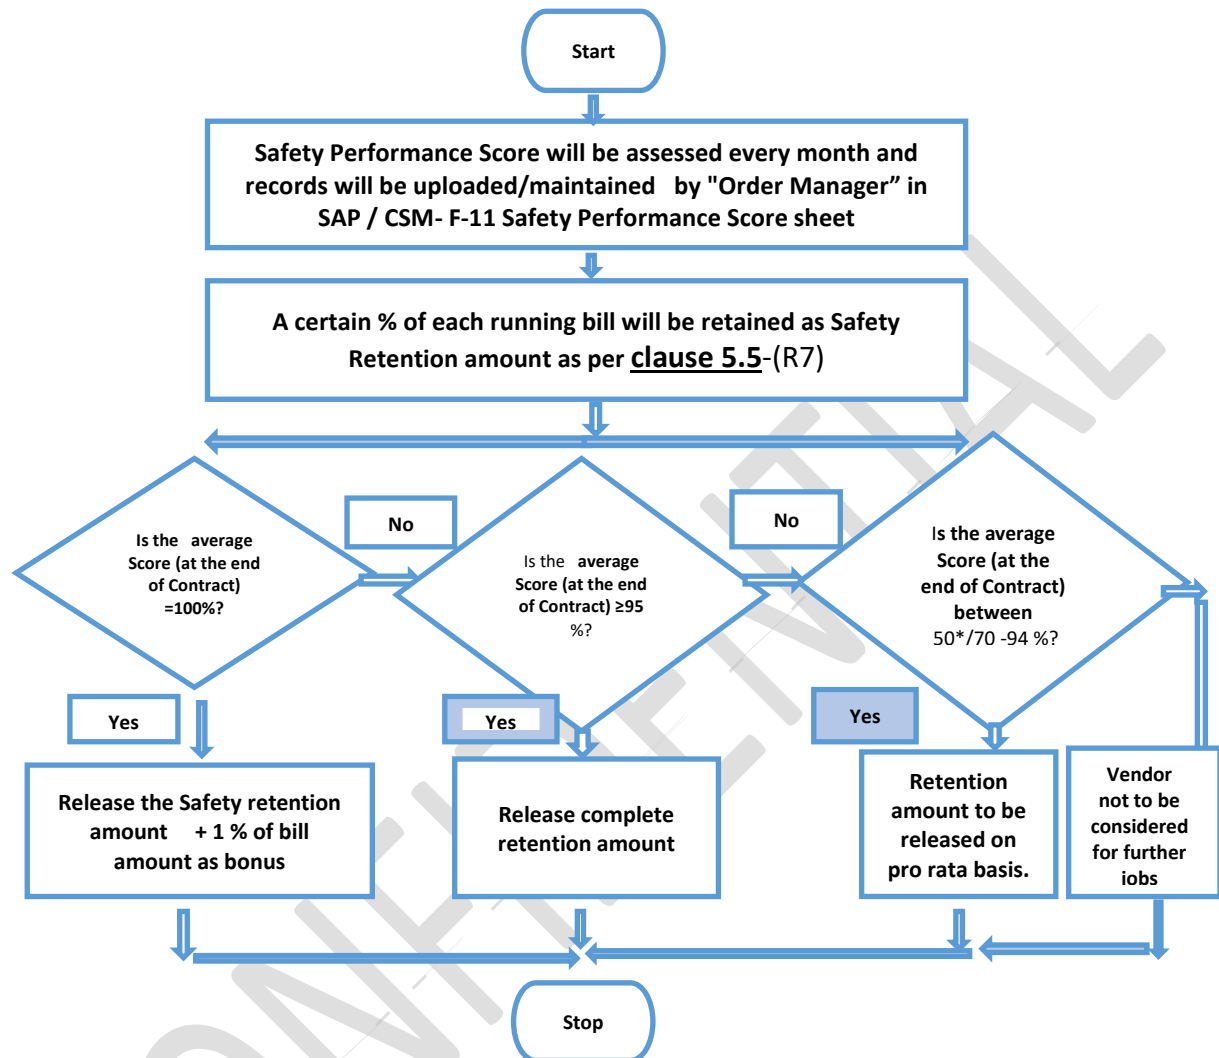 Start
Safety Performance Score will be assessed every month and
records will be uploaded/maintained by "Order Manager” in
SAP / CSM- F-11 Safety Performance Score sheet
A certain % of each running bill will be retained as Safety
Retention amount as per clause 5.5-(R7)
Is the average
Score (at the end
of Contract)
=100%?
No
Is the average
Score (at the end
of Contract) ≥95
%?
No
Is the average
Score (at the
end of Contract)
between
50*/70 -94 %?
Yes
Yes
Yes
Release the Safety retention
amount + 1 % of bill
amount as bonus
Release complete
retention amount
Retention
amount to be
released on
pro rata basis.
Vendor
not to be
considered
for further
jobs
Stop
CONFIDENTIAL